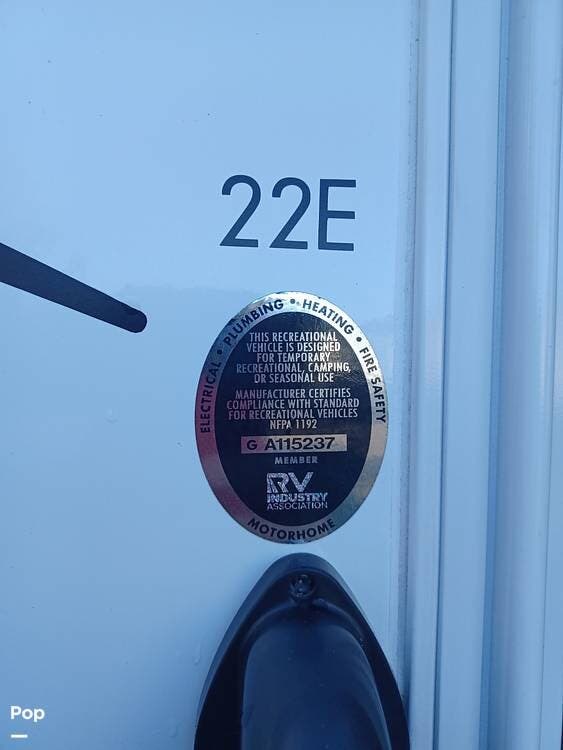 22E
ELECTRICAL • PLUMBING • HEATING • FIRE SAFETY
THIS RECREATIONAL
VEHICLE IS DESIGNED
FOR TEMPORARY
RECREATIONAL, CAMPING,
OR SEASONAL USE
MANUFACTURER CERTIFIES
COMPLIANCE WITH STANDARD
FOR RECREATIONAL VEHICLES
NFPA 1192
G A115237
MEMBER
RV
INDUSTRY
ASSOCIATION
MOTORHOME
Pop